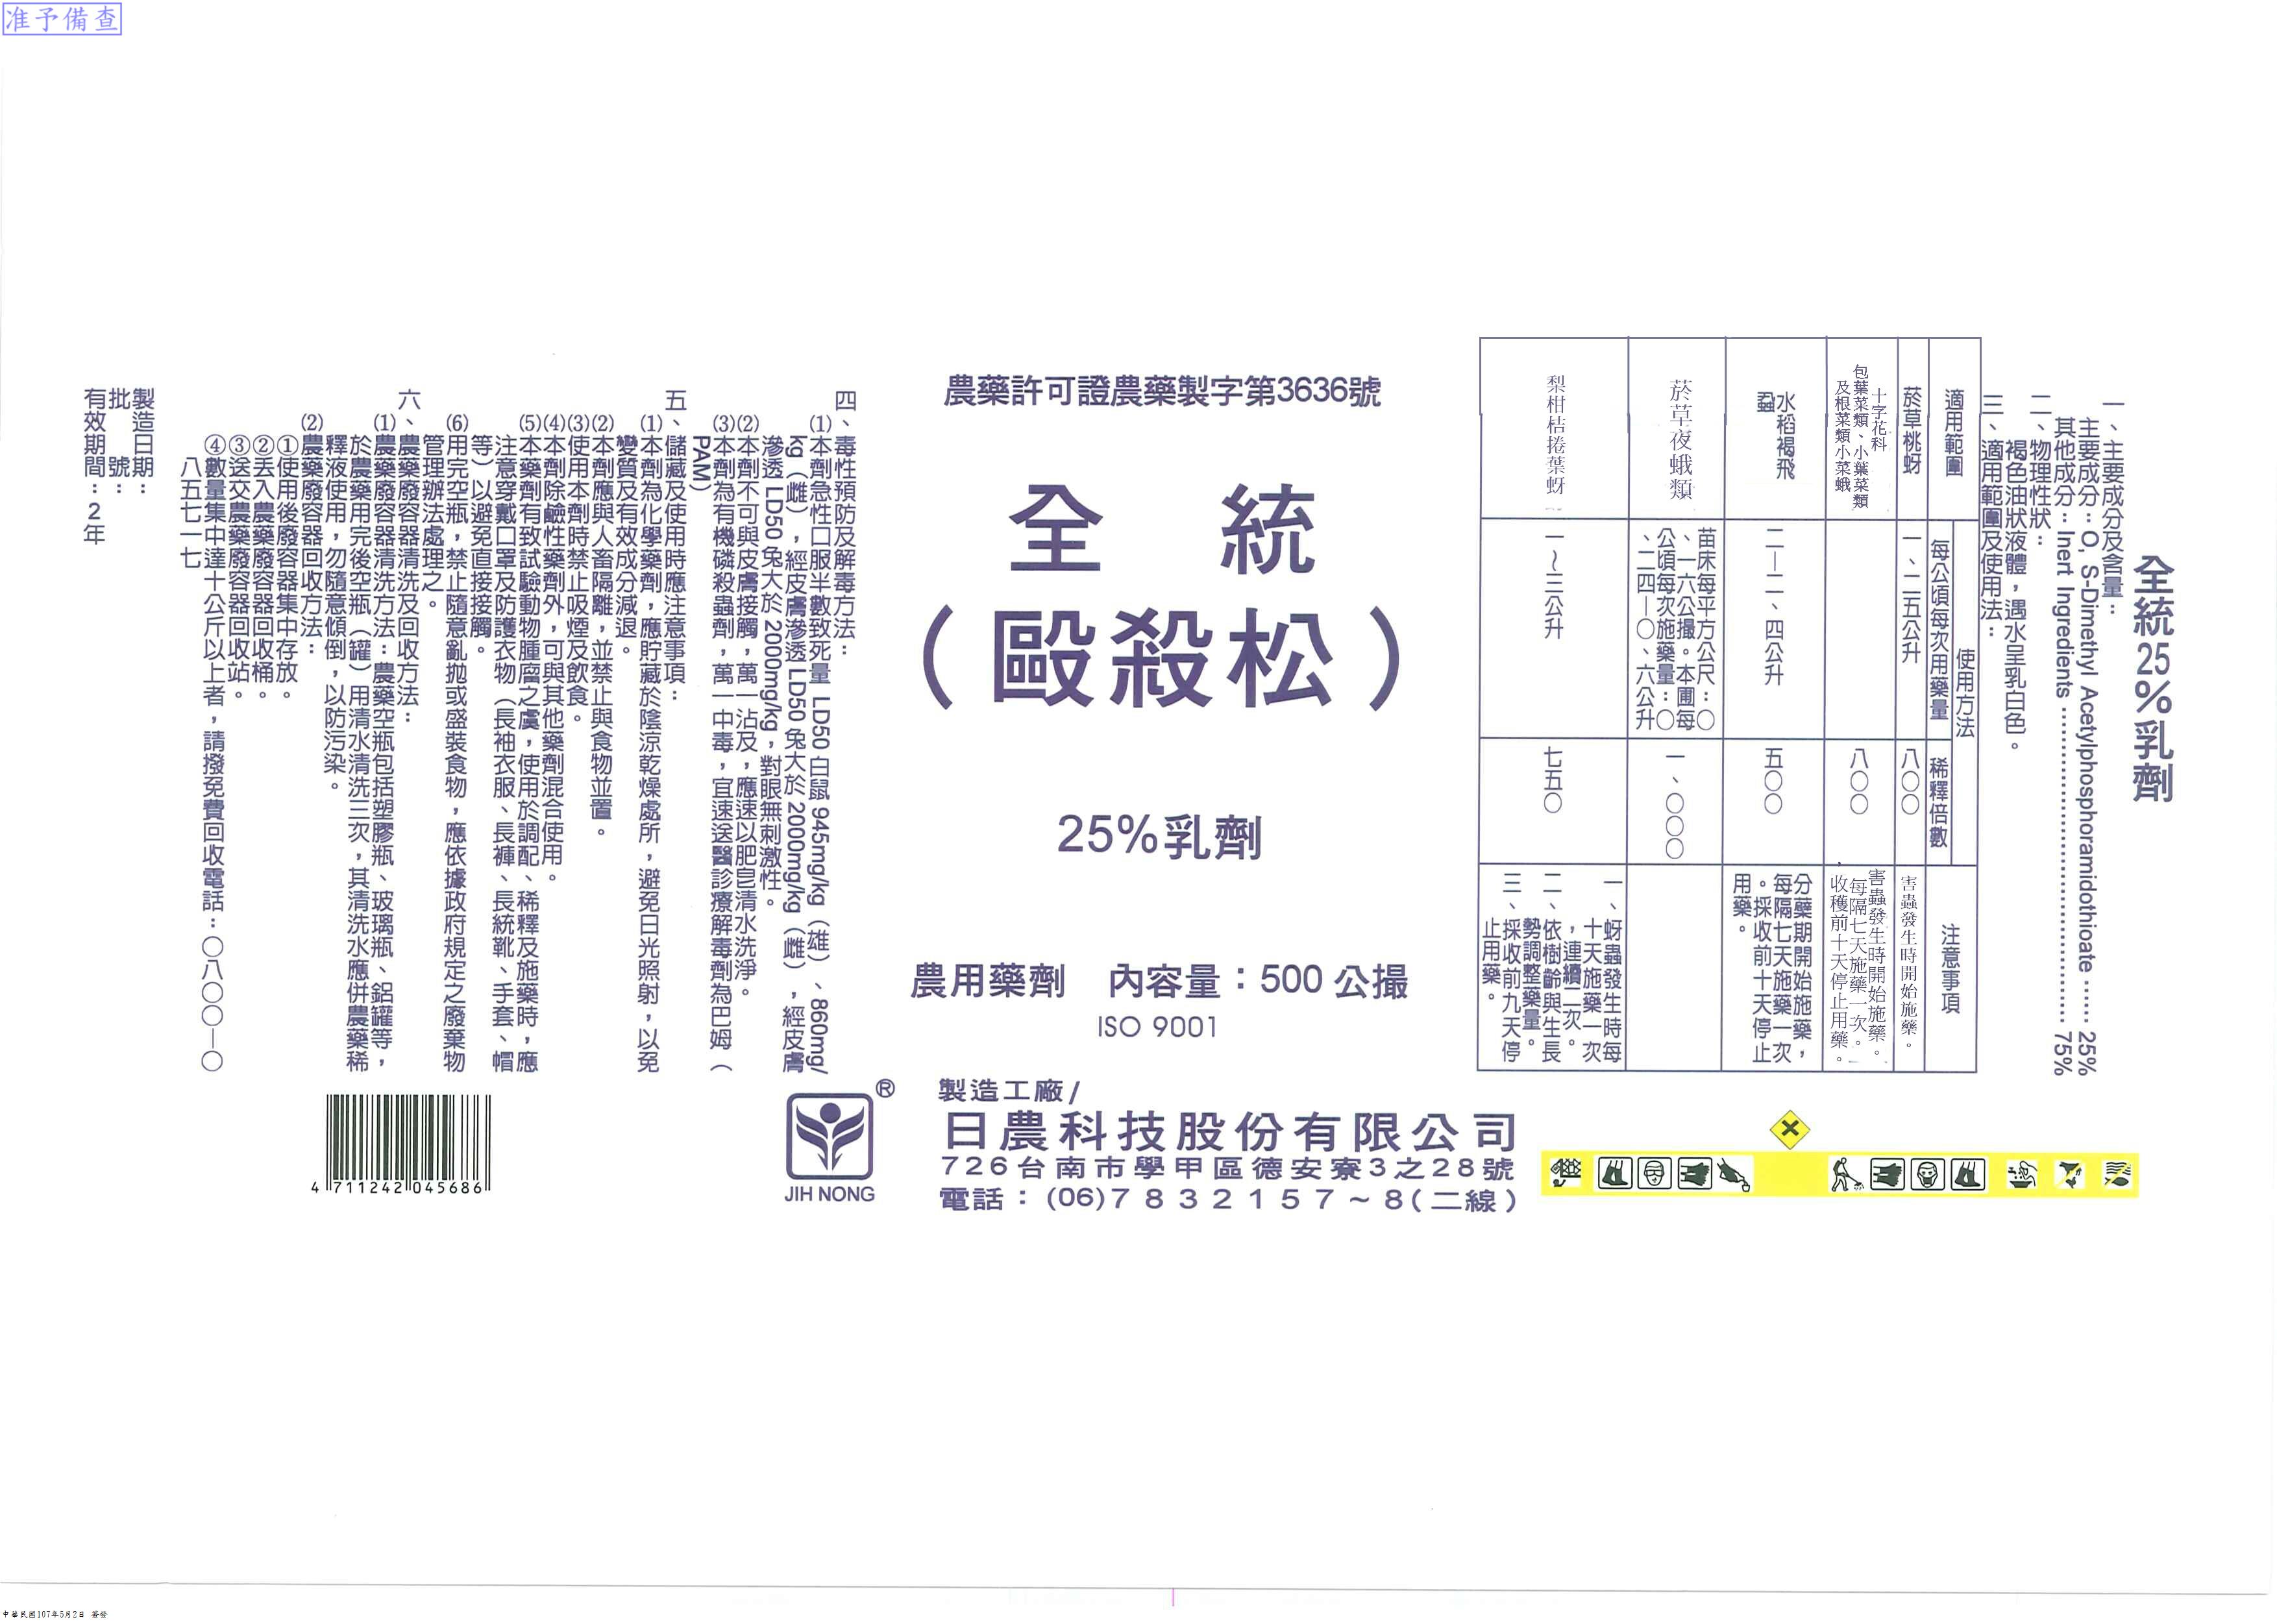 准予備查
全統25%乳劑
一、主要成分及含量：
主要成分：O, S-Dimethyl Acetylphosphoramidothioate ...... 25%
其他成分：Inert Ingredients ...... 75%
二、物理性狀：
褐色油狀液體，遇水呈乳白色。
三、適用範圍及使用法：
適用範圍
使用方法
每公頃每次用藥量
稀釋倍數
注意事項
菸草桃蚜
一、二五公升
八〇〇
害蟲發生時開始施藥。
十字花科
包葉菜類、小葉菜類
及根菜類小菜蛾
八〇〇
害蟲發生時開始施藥。
每隔七天施藥一次。
收穫前十天停止用藥。
水稻褐飛
蝨
二—二、四公升
五〇〇
分蘗期開始施藥，
每隔七天施藥一次
。採收前十天停止
用藥。
菸草夜蛾類
苗床每平方公尺：〇
、一六公撮。本圃每
公頃每次施藥量：〇
、二四—〇、六公升
一、〇〇〇
梨柑桔捲葉蚜
一～三公升
七五〇
一、蚜蟲發生時每
十天施藥一次
，連續二次。
二、依樹齡與生長
勢調整藥量。
三、採收前九天停
止用藥。
農藥許可證農藥製字第3636號
全 統
（毆殺松）
25%乳劑
農用藥劑 內容量：500 公撮
ISO 9001
製造工廠/
日農科技股份有限公司
726台南市學甲區德安寮3之28號
電話：(06)7832157~8(二線)
®
JIH NONG
四、毒性預防及解毒方法：
(1)本劑急性口服半數致死量 LD50 白鼠 945mg/kg（雄）、860mg/
kg（雌），經皮膚滲透 LD50 兔大於 2000mg/kg（雌），經皮膚
滲透 LD50 兔大於 2000mg/kg，對眼無刺激性。
(2)本劑不可與皮膚接觸，萬一沾及，應速以肥皂清水洗淨。
(3)本劑為有機磷殺蟲劑，萬一中毒，宜速送醫診療解毒劑為巴姆（
PAM）
五、儲藏及使用時應注意事項：
(1)本劑為化學藥劑，應貯藏於陰涼乾燥處所，避免日光照射，以免
變質及有效成分減退。
(2)本劑應與人畜隔離，並禁止與食物並置。
(3)使用本劑時禁止吸煙及飲食。
(4)本劑除鹼性藥劑外，可與其他藥劑混合使用。
(5)本藥劑有致試驗動物腫瘤之虞，使用於調配、稀釋及施藥時，應
注意穿戴口罩及防護衣物（長袖衣服、長褲、長統靴、手套、帽
等）以避免直接接觸。
(6)用完空瓶，禁止隨意亂拋或盛裝食物，應依據政府規定之廢棄物
管理辦法處理之。
六、農藥廢容器清洗及回收方法：
(1)農藥廢容器清洗方法：農藥空瓶包括塑膠瓶、玻璃瓶、鋁罐等，
於農藥用完後空瓶（罐）用清水清洗三次，其清洗水應併農藥稀
釋液使用，勿隨意傾倒，以防污染。
(2)農藥廢容器回收方法：
①使用後廢容器集中存放。
②丟入農藥廢容器回收桶。
③送交農藥廢容器回收站。
④數量集中達十公斤以上者，請撥免費回收電話：〇八〇〇—〇
八五七一七
製造日期：
批 號：
有效期間：2年
4 711242 045686
中華民國107年5月2日 簽發